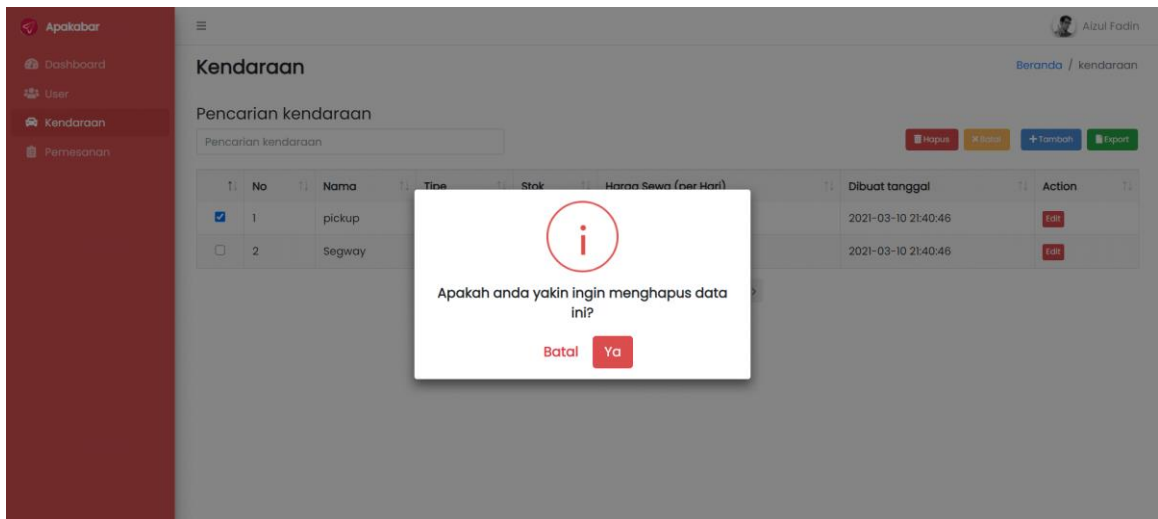 Apakabar
Aizul Fadin
Dashboard
User
Kendaraan
Pemesanan
Kendaraan
Beranda / kendaraan
Pencarian kendaraan
Pencarian kendaraan
Hapus Batal Tambah Export
No Nama Tipe Stok Harga Sewa (per Hari) Dibuat tanggal Action
1 pickup 2021-03-10 21:40:46 Edit
2 Segway 2021-03-10 21:40:46 Edit
i
Apakah anda yakin ingin menghapus data
ini?
Batal Ya